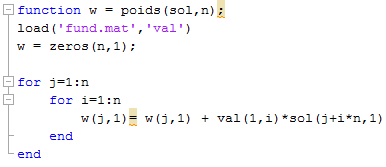 function w = poids(sol,n);
load('fund.mat','val')
w = zeros(n,1);
for j=1:n
for i=1:n
w(j,1)= w(j,1) + val(1,i)*sol(j+i*n,1)
end
end